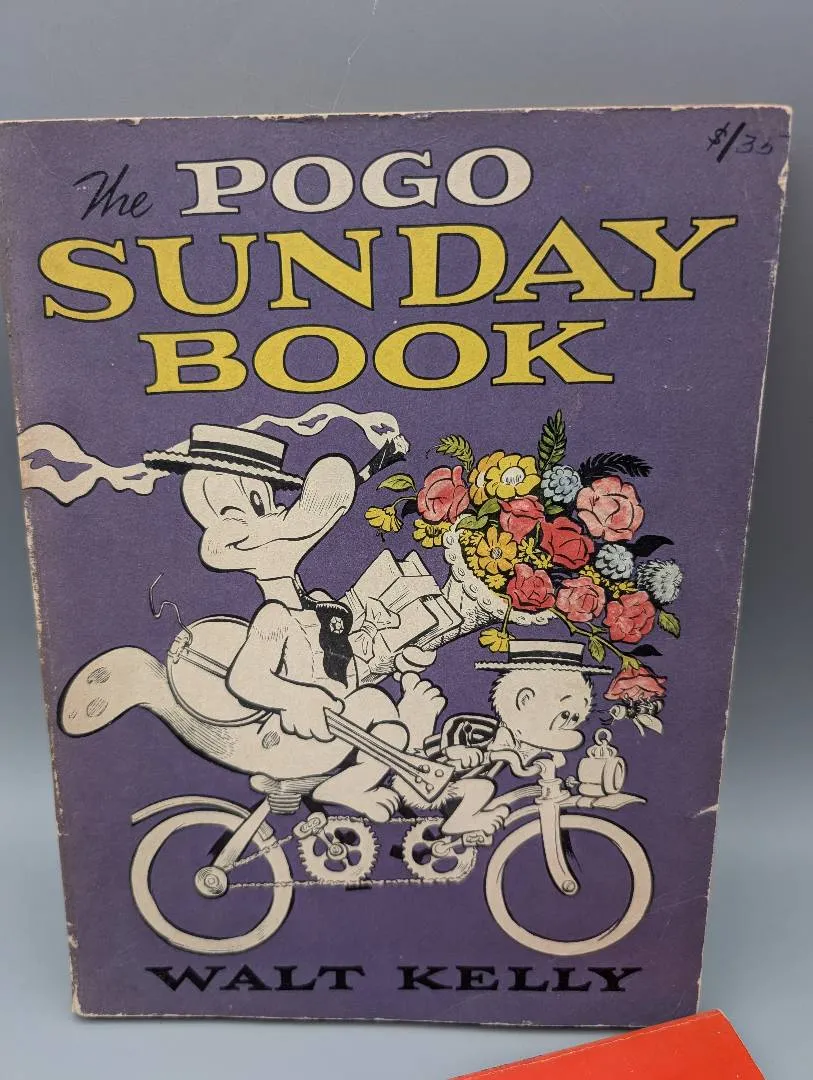 $1.35
The POGO
SUNDAY
BOOK
WALT KELLY